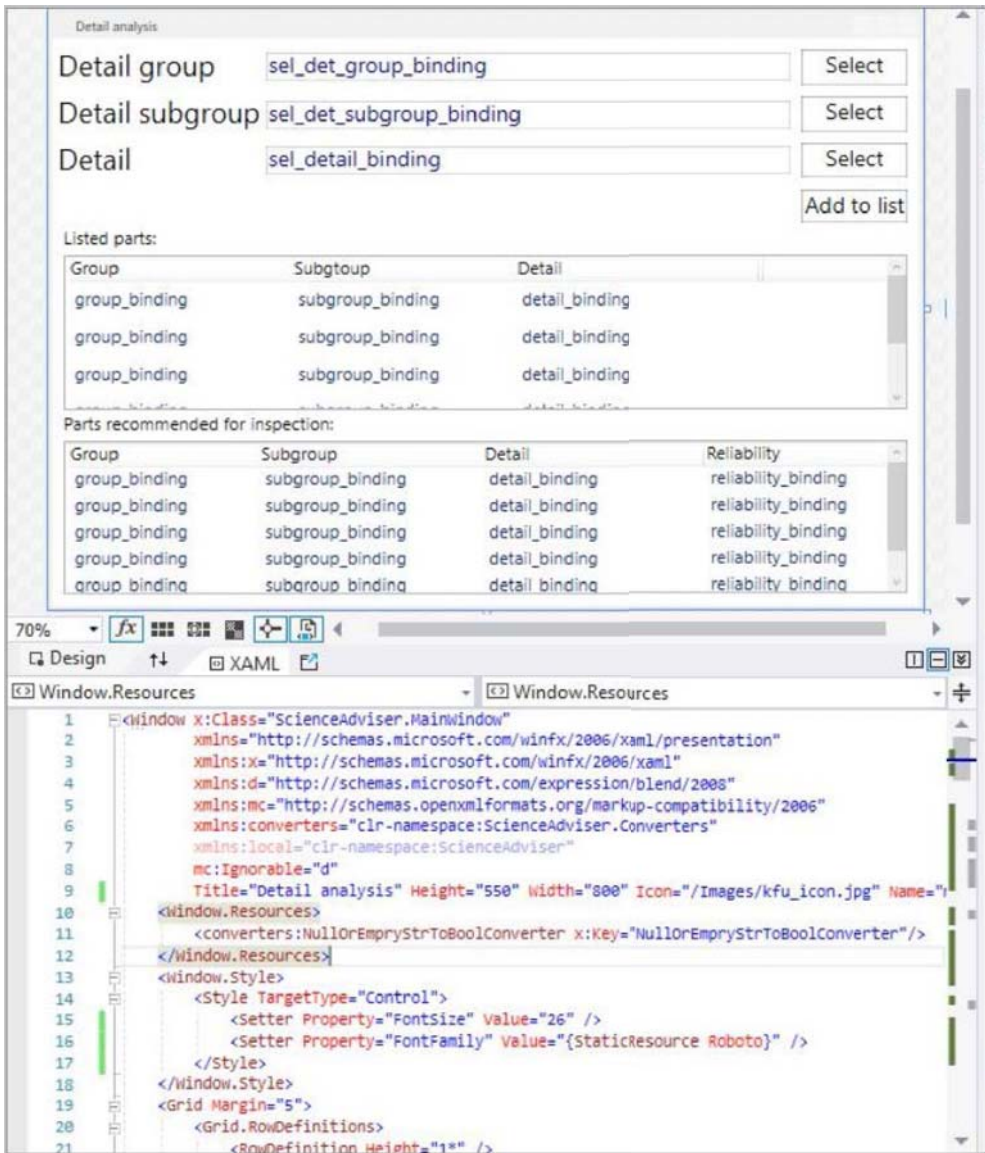 Detail analysis
Detail group sel_det_group_binding Select
Detail subgroup sel_det_subgroup_binding Select
Detail sel_detail_binding Select
Add to list
Listed parts:
Group Subgtoup Detail
group_binding subgroup_binding detail_binding
group_binding subgroup_binding detail_binding
group_binding subgroup_binding detail_binding
Parts recommended for inspection:
Group Subgroup Detail Reliability
group_binding subgroup_binding detail_binding reliability_binding
group_binding subgroup_binding detail_binding reliability_binding
group_binding subgroup_binding detail_binding reliability_binding
group_binding subgroup_binding detail_binding reliability_binding
group_binding subgroup_binding detail_binding reliability_binding
70% fx
Design XAML
Window.Resources Window.Resources
1 <Window x:Class="ScienceAdviser.MainWindow"
2 xmlns="http://schemas.microsoft.com/winfx/2006/xaml/presentation"
3 xmlns:x="http://schemas.microsoft.com/winfx/2006/xaml"
4 xmlns:d="http://schemas.microsoft.com/expression/blend/2008"
5 xmlns:mc="http://schemas.openxmlformats.org/markup-compatibility/2006"
6 xmlns:converters="clr-namespace:ScienceAdviser.Converters"
7 xmlns:local="clr-namespace:ScienceAdviser"
8 mc:Ignorable="d"
9 Title="Detail analysis" Height="550" Width="800" Icon="/Images/kfu_icon.jpg" Name="
10 <Window.Resources>
11 <converters:NullOrEmpryStrToBoolConverter x:Key="NullOrEmpryStrToBoolConverter"/>
12 </Window.Resources>
13 <Window.Style>
14 <Style TargetType="Control">
15 <Setter Property="FontSize" Value="26" />
16 <Setter Property="FontFamily" Value="{StaticResource Roboto}" />
17 </Style>
18 </Window.Style>
19 <Grid Margin="5">
20 <Grid.RowDefinitions>
21 <RowDefinition Height="1*" />